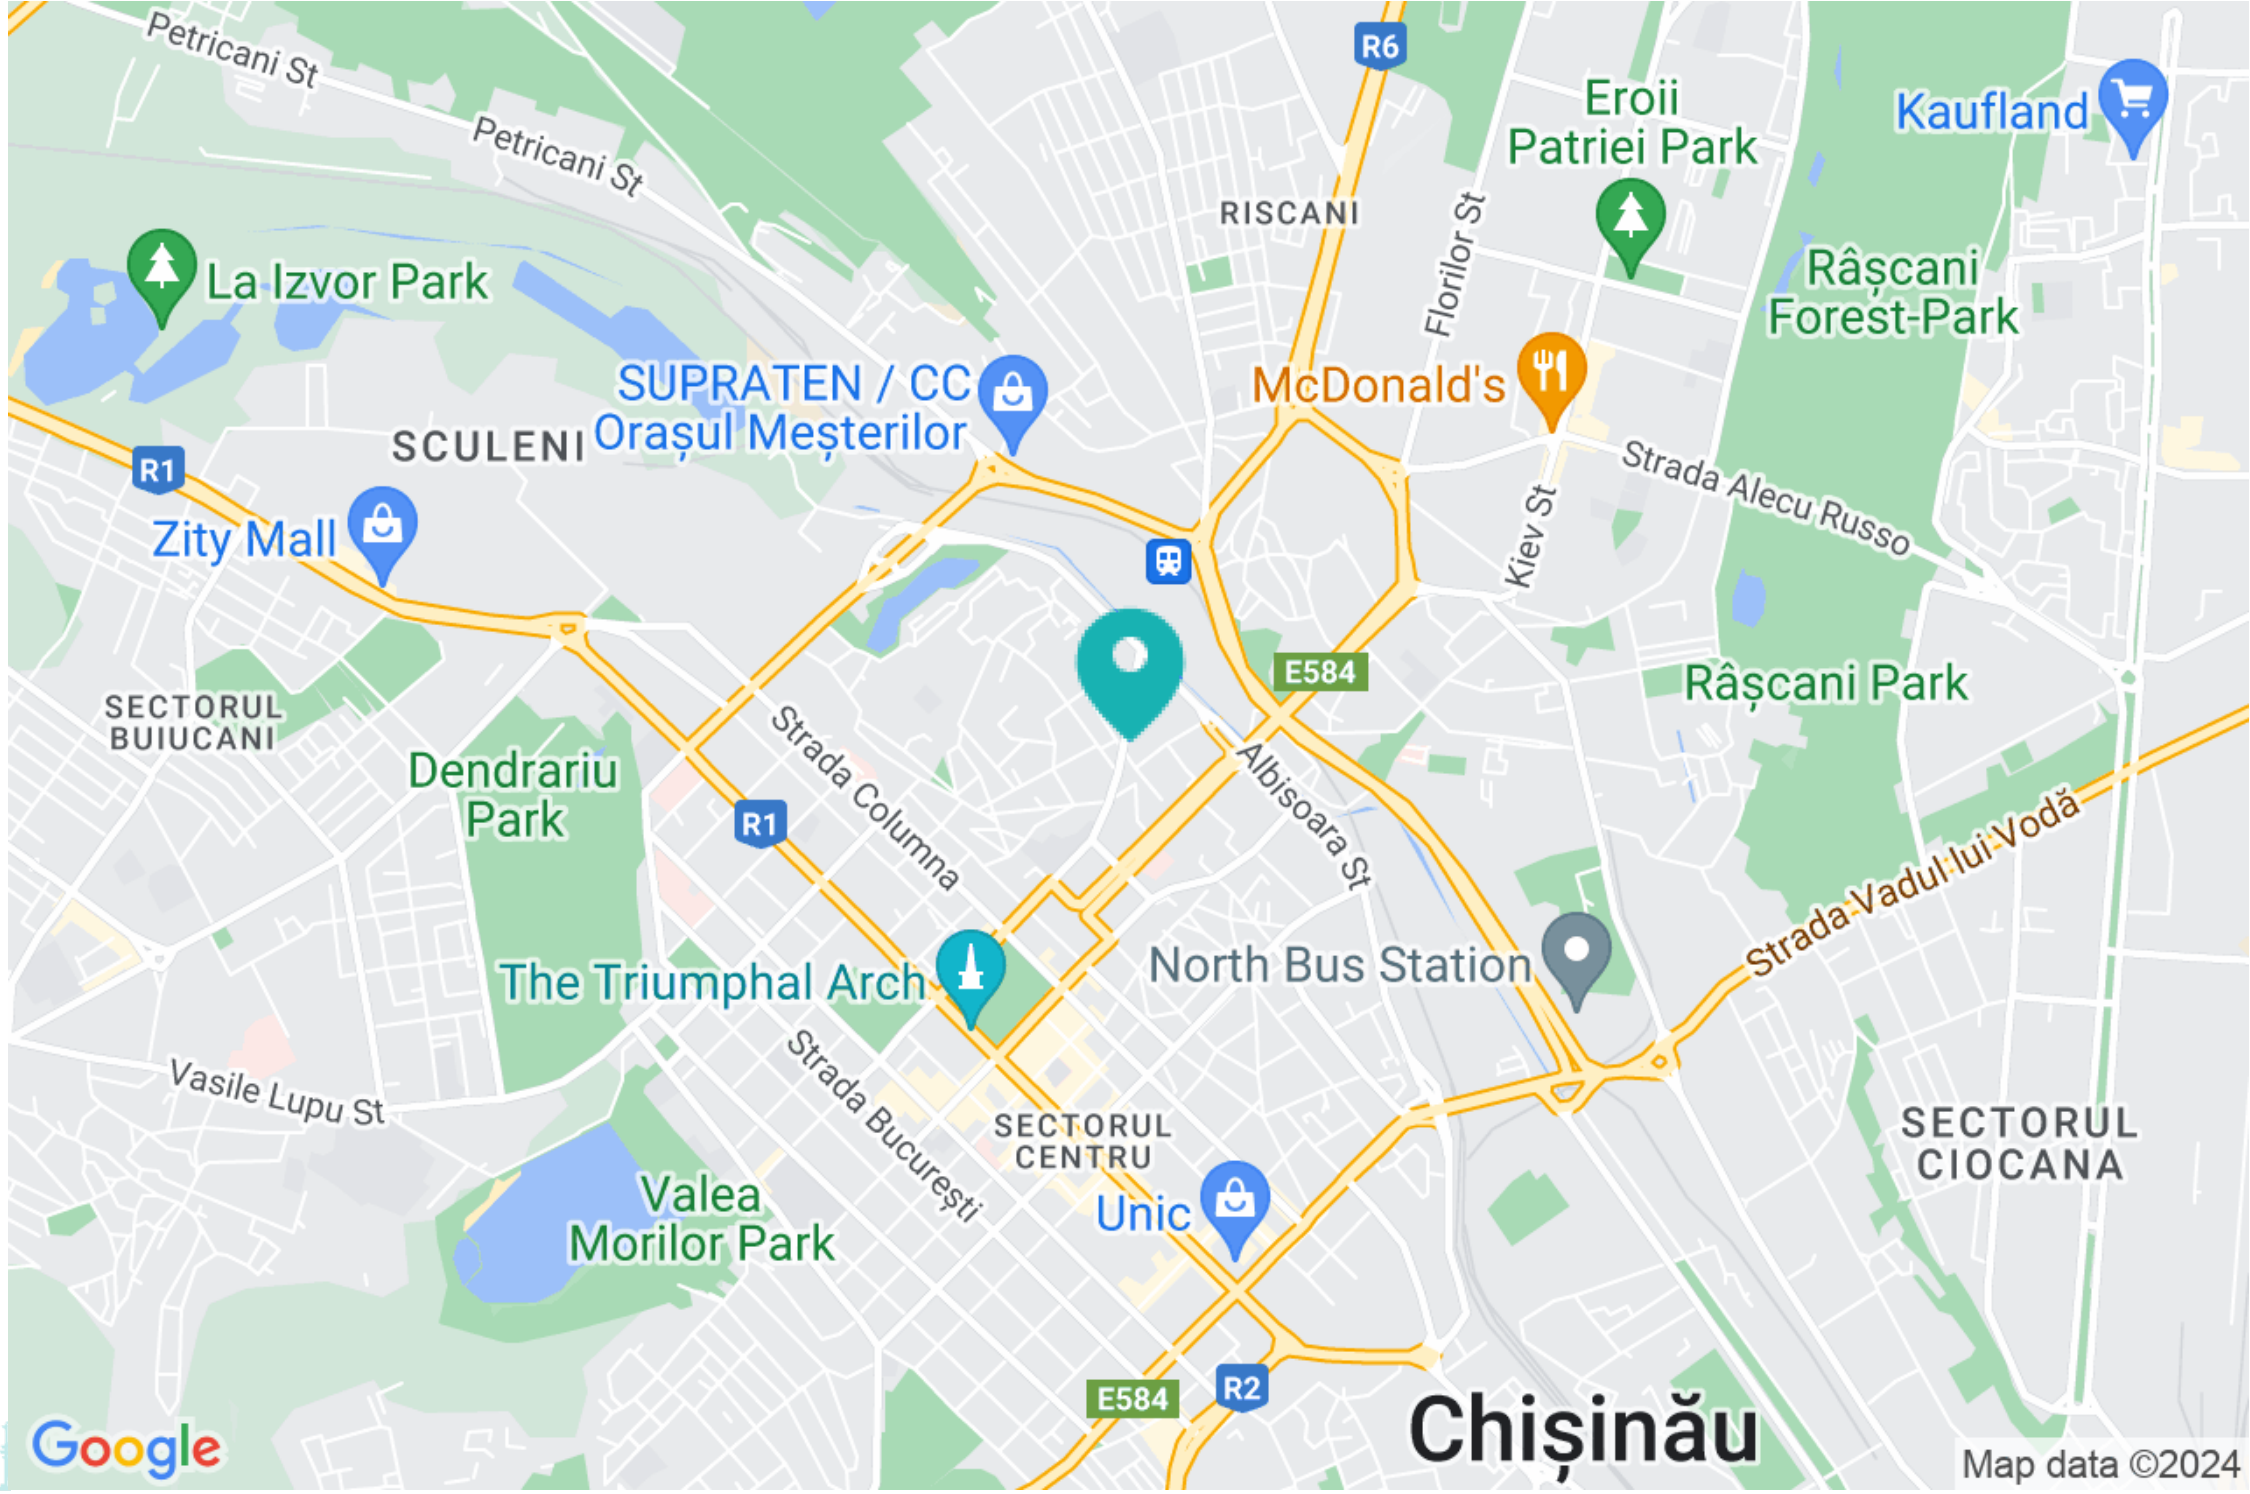 Petricani St
R6
Eroii
Patriei Park
Kaufland
Petricani St
RISCANI
Florilor St
La Izvor Park
Râșcani
Forest-Park
SUPRATEN / CC
Orașul Meșterilor
McDonald's
SCULENI
R1
Strada Alecu Russo
Zity Mall
Kiev St
E584
Râșcani Park
SECTORUL
BUIUCANI
Strada Columna
Dendrariu
Park
Albisoara St
R1
Strada Vadul lui Vodă
North Bus Station
The Triumphal Arch
Strada București
Vasile Lupu St
SECTORUL
CENTRU
SECTORUL
CIOCANA
Valea
Morilor Park
Unic
E584
R2
Chișinău
Google
Map data ©2024